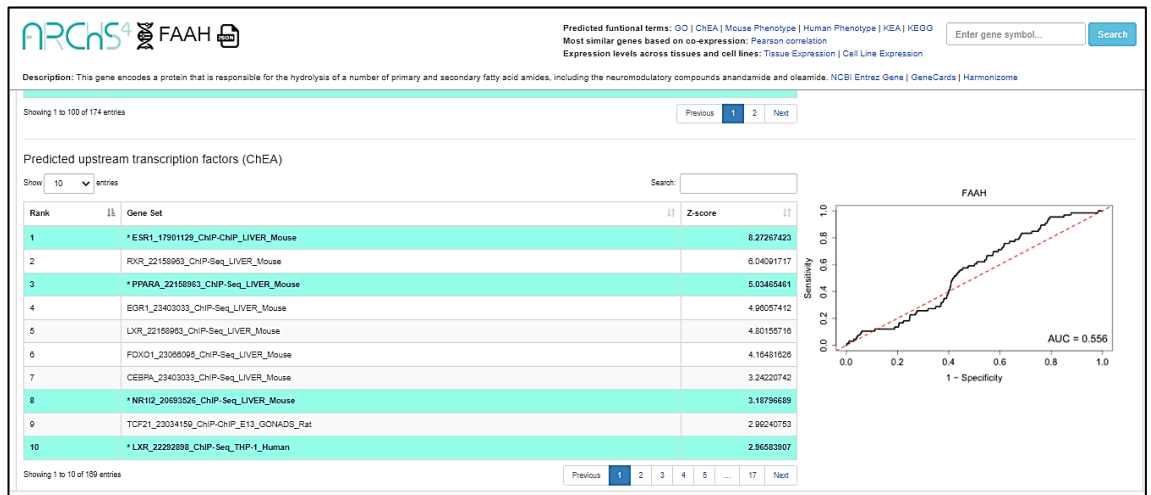 ARChS4 FAAH JSON
Predicted funtional terms: GO | ChEA | Mouse Phenotype | Human Phenotype | KEA | KEGG
Most similar genes based on co-expression: Pearson correlation
Expression levels across tissues and cell lines: Tissue Expression | Cell Line Expression
Enter gene symbol... Search
Description: This gene encodes a protein that is responsible for the hydrolysis of a number of primary and secondary fatty acid amides, including the neuromodulatory compounds anandamide and oleamide. NCBI Entrez Gene | GeneCards | Harmonizome
Showing 1 to 100 of 174 entries
Previous 1 2 Next
Predicted upstream transcription factors (ChEA)
Show 10 entries
Search:
Rank Gene Set Z-score
1 * ESR1_17901129_ChIP-ChIP_LIVER_Mouse 8.27267423
2 RXR_22158963_ChIP-Seq_LIVER_Mouse 6.04091717
3 * PPARA_22158963_ChIP-Seq_LIVER_Mouse 5.03465461
4 EGR1_23403033_ChIP-Seq_LIVER_Mouse 4.96057412
5 LXR_22158963_ChIP-Seq_LIVER_Mouse 4.80155716
6 FOXO1_23066095_ChIP-Seq_LIVER_Mouse 4.16481626
7 CEBPA_23403033_ChIP-Seq_LIVER_Mouse 3.24220742
8 * NR1I2_20693526_ChIP-Seq_LIVER_Mouse 3.18796689
9 TCF21_23034159_ChIP-ChIP_E13_GONADS_Rat 2.99240753
10 * LXR_22292898_ChIP-Seq_THP-1_Human 2.96583907
Showing 1 to 10 of 169 entries
Previous 1 2 3 4 5 ... 17 Next
FAAH
Sensitivity
0.0 0.2 0.4 0.6 0.8 1.0
AUC = 0.556
0.0 0.2 0.4 0.6 0.8 1.0
1 − Specificity